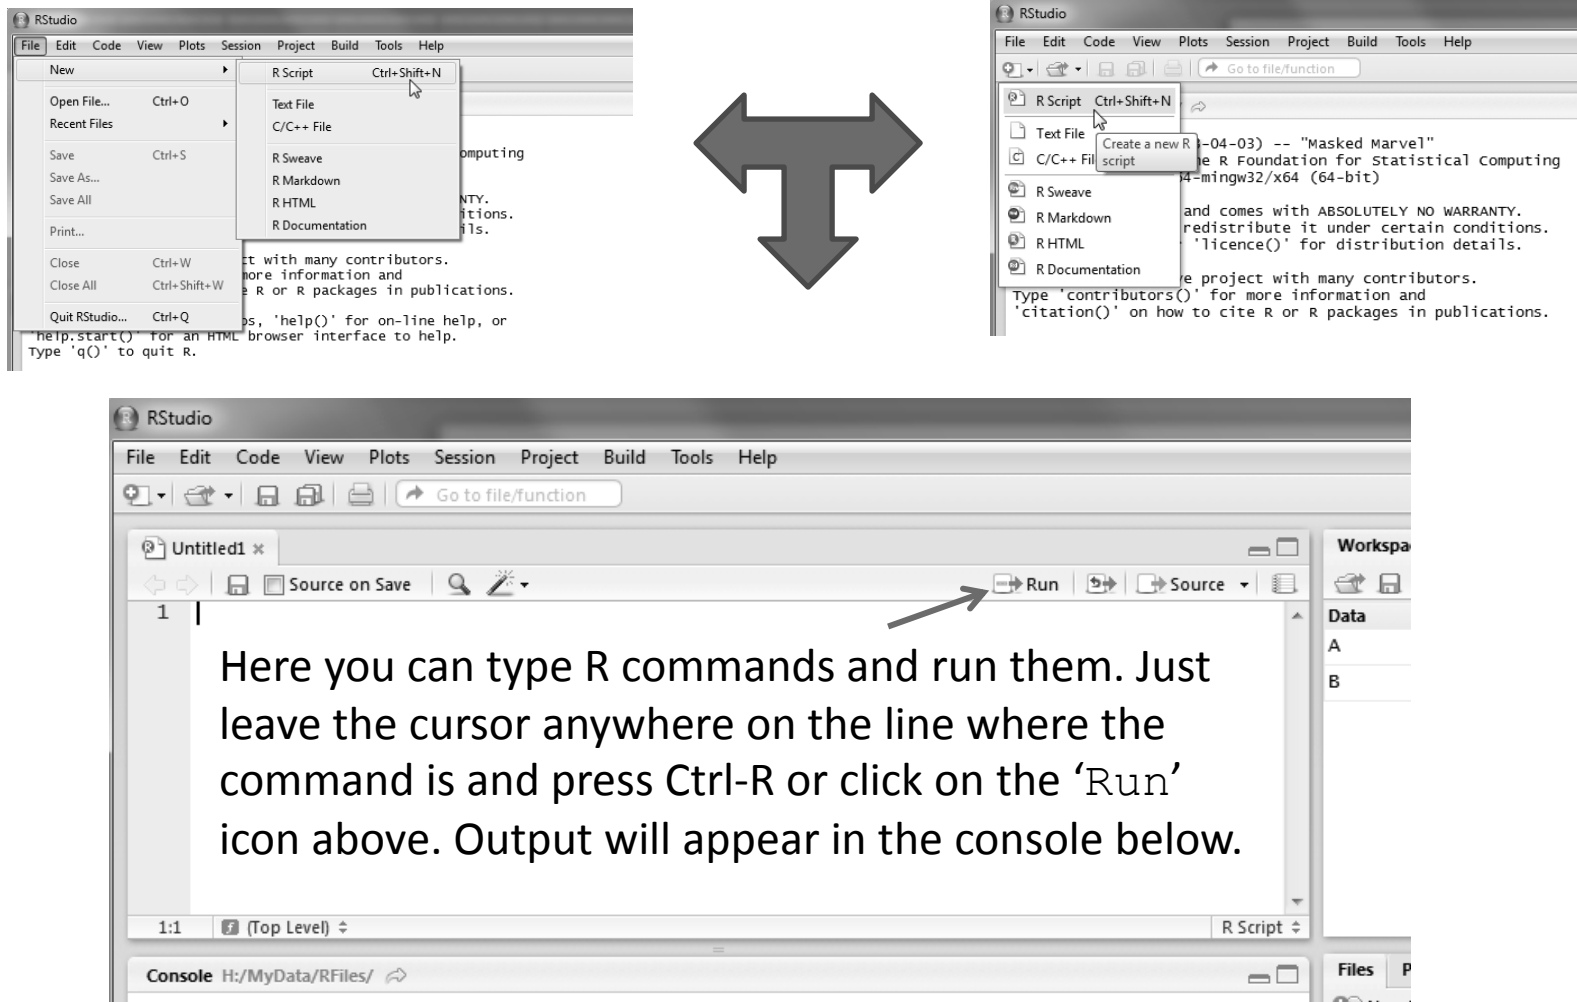 RStudio
File Edit Code View Plots Session Project Build Tools Help
New
Open File... Ctrl+O
Recent Files
Save Ctrl+S
Save As...
Save All
Print...
Close Ctrl+W
Close All Ctrl+Shift+W
Quit RStudio... Ctrl+Q
R Script Ctrl+Shift+N
Text File
C/C++ File
R Sweave
R Markdown
R HTML
R Documentation
omputing
NTY.
itions.
ils.
ct with many contributors.
more information and
e R or R packages in publications.
os, 'help()' for on-line help, or
'help.start()' for an HTML browser interface to help.
Type 'q()' to quit R.
RStudio
File Edit Code View Plots Session Project Build Tools Help
Go to file/function
R Script Ctrl+Shift+N
Text File
C/C++ Fil
R Sweave
R Markdown
R HTML
R Documentation
Create a new R
script
3-04-03) -- "Masked Marvel"
he R Foundation for Statistical Computing
4-mingw32/x64 (64-bit)
and comes with ABSOLUTELY NO WARRANTY.
redistribute it under certain conditions.
'licence()' for distribution details.
ve project with many contributors.
Type 'contributors()' for more information and
'citation()' on how to cite R or R packages in publications.
RStudio
File Edit Code View Plots Session Project Build Tools Help
Go to file/function
Untitled1
Source on Save Run Source
1
Here you can type R commands and run them. Just
leave the cursor anywhere on the line where the
command is and press Ctrl-R or click on the ‘Run’
icon above. Output will appear in the console below.
1:1 (Top Level) R Script
Console H:/MyData/RFiles/
Workspa
Data
A
B
Files P